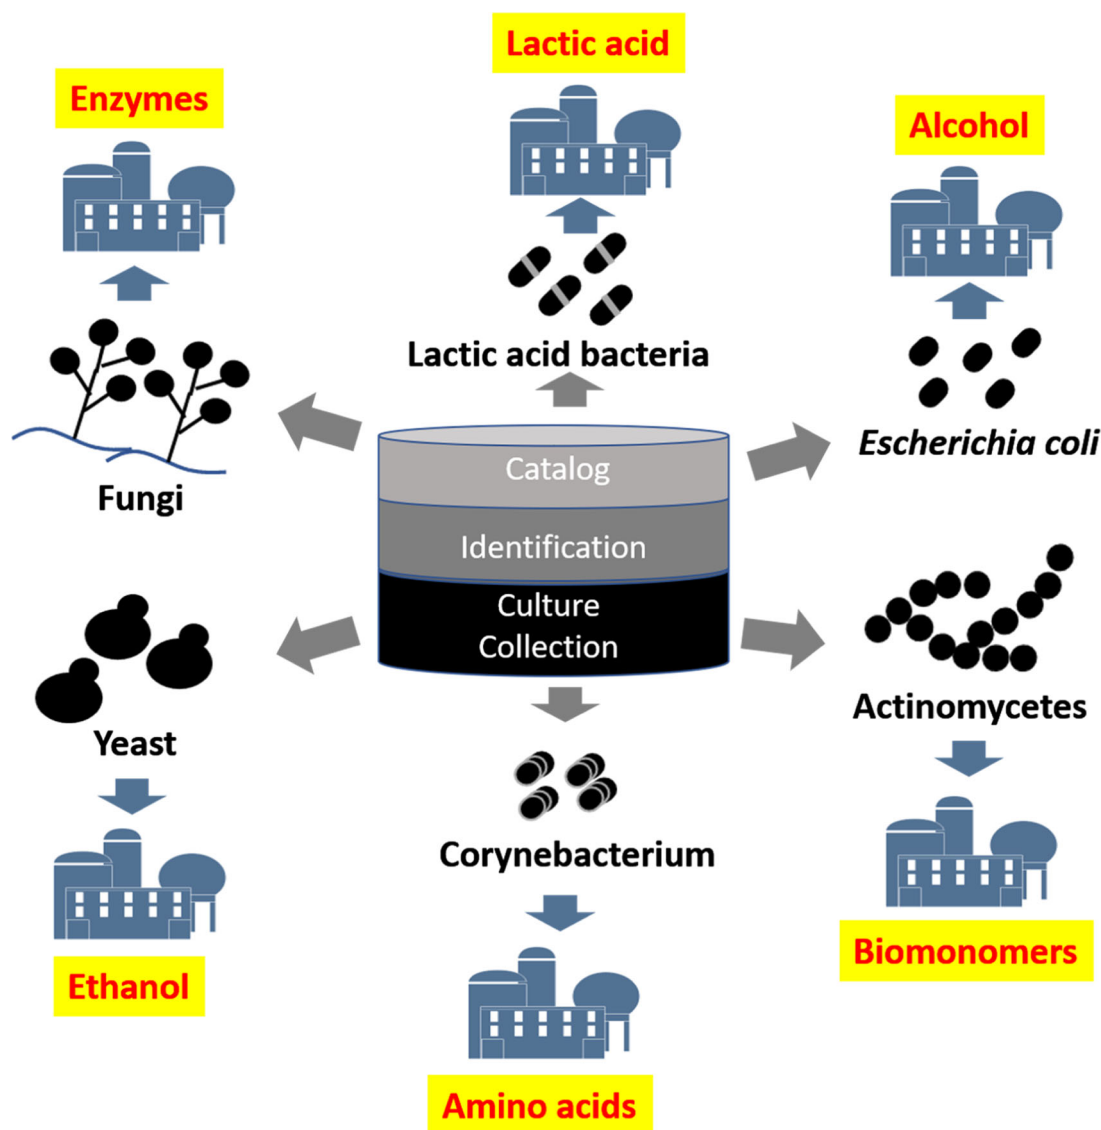 Lactic acid
Enzymes
Alcohol
Lactic acid bacteria
Escherichia coli
Fungi
Catalog
Identification
Culture
Collection
Yeast
Actinomycetes
Corynebacterium
Biomonomers
Ethanol
Amino acids